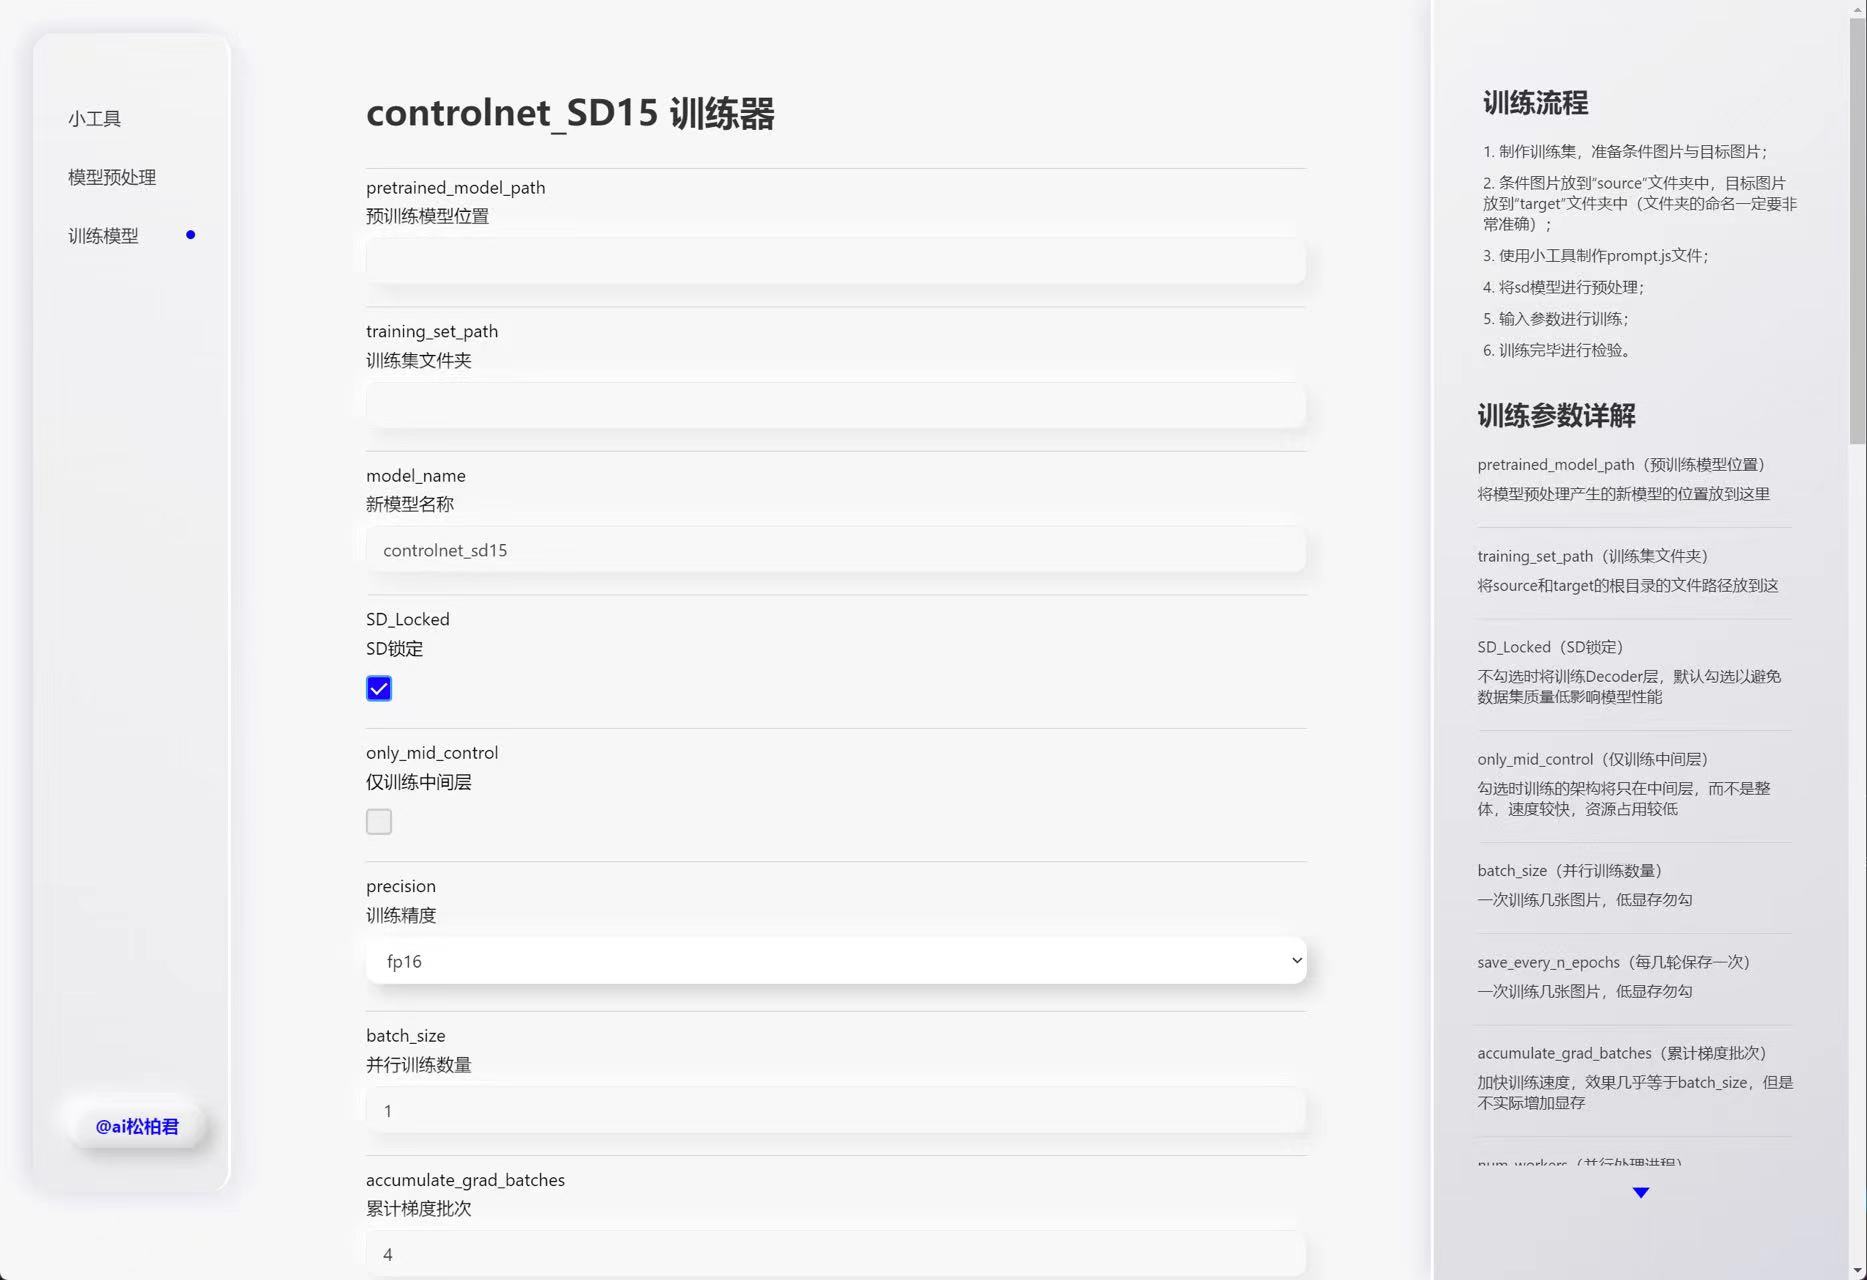 小工具
模型预处理
训练模型
@ai松柏君
controlnet_SD15 训练器
pretrained_model_path
预训练模型位置
training_set_path
训练集文件夹
model_name
新模型名称
controlnet_sd15
SD_Locked
SD锁定
only_mid_control
仅训练中间层
precision
训练精度
fp16
batch_size
并行训练数量
1
accumulate_grad_batches
累计梯度批次
4
训练流程
1. 制作训练集，准备条件图片与目标图片；
2. 条件图片放到“source”文件夹中，目标图片
放到“target”文件夹中（文件夹的命名一定要非
常准确）；
3. 使用小工具制作prompt.js文件；
4. 将sd模型进行预处理；
5. 输入参数进行训练；
6. 训练完毕进行检验。
训练参数详解
pretrained_model_path（预训练模型位置）
将模型预处理产生的新模型的位置放到这里
training_set_path（训练集文件夹）
将source和target的根目录的文件路径放到这
SD_Locked（SD锁定）
不勾选时将训练Decoder层，默认勾选以避免
数据集质量低影响模型性能
only_mid_control（仅训练中间层）
勾选时训练的架构将只在中间层，而不是整
体，速度较快，资源占用较低
batch_size（并行训练数量）
一次训练几张图片，低显存勿勾
save_every_n_epochs（每几轮保存一次）
一次训练几张图片，低显存勿勾
accumulate_grad_batches（累计梯度批次）
加快训练速度，效果几乎等于batch_size，但是
不实际增加显存
num_workers（并行处理进程）